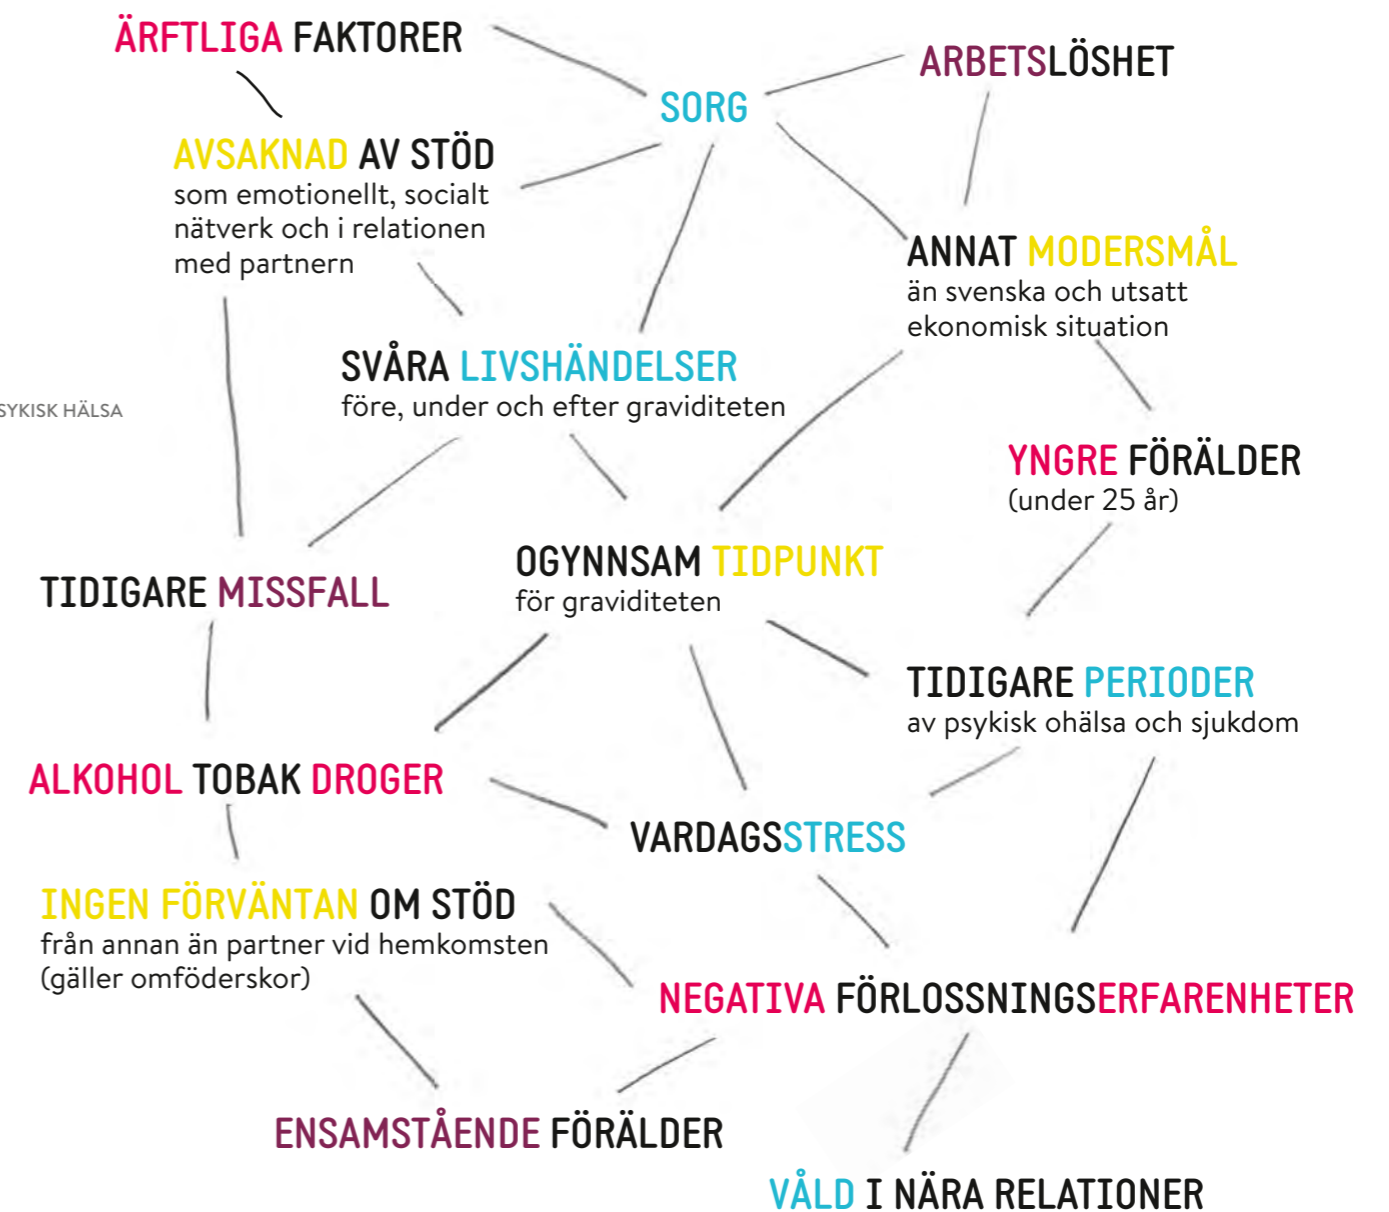 ÄRFTLIGA FAKTORER
ARBETSLÖSHET
SORG
AVSAKNAD AV STÖD
som emotionellt, socialt
nätverk och i relationen
med partnern
ANNAT MODERSMÅL
än svenska och utsatt
ekonomisk situation
SVÅRA LIVSHÄNDELSER
före, under och efter graviditeten
SYKISK HÄLSA
YNGRE FÖRÄLDER
(under 25 år)
OGYNNSAM TIDPUNKT
för graviditeten
TIDIGARE MISSFALL
TIDIGARE PERIODER
av psykisk ohälsa och sjukdom
ALKOHOL TOBAK DROGER
VARDAGSSTRESS
INGEN FÖRVÄNTAN OM STÖD
från annan än partner vid hemkomsten
(gäller omföderskor)
NEGATIVA FÖRLOSSNINGSERFARENHETER
ENSAMSTÅENDE FÖRÄLDER
VÅLD I NÄRA RELATIONER